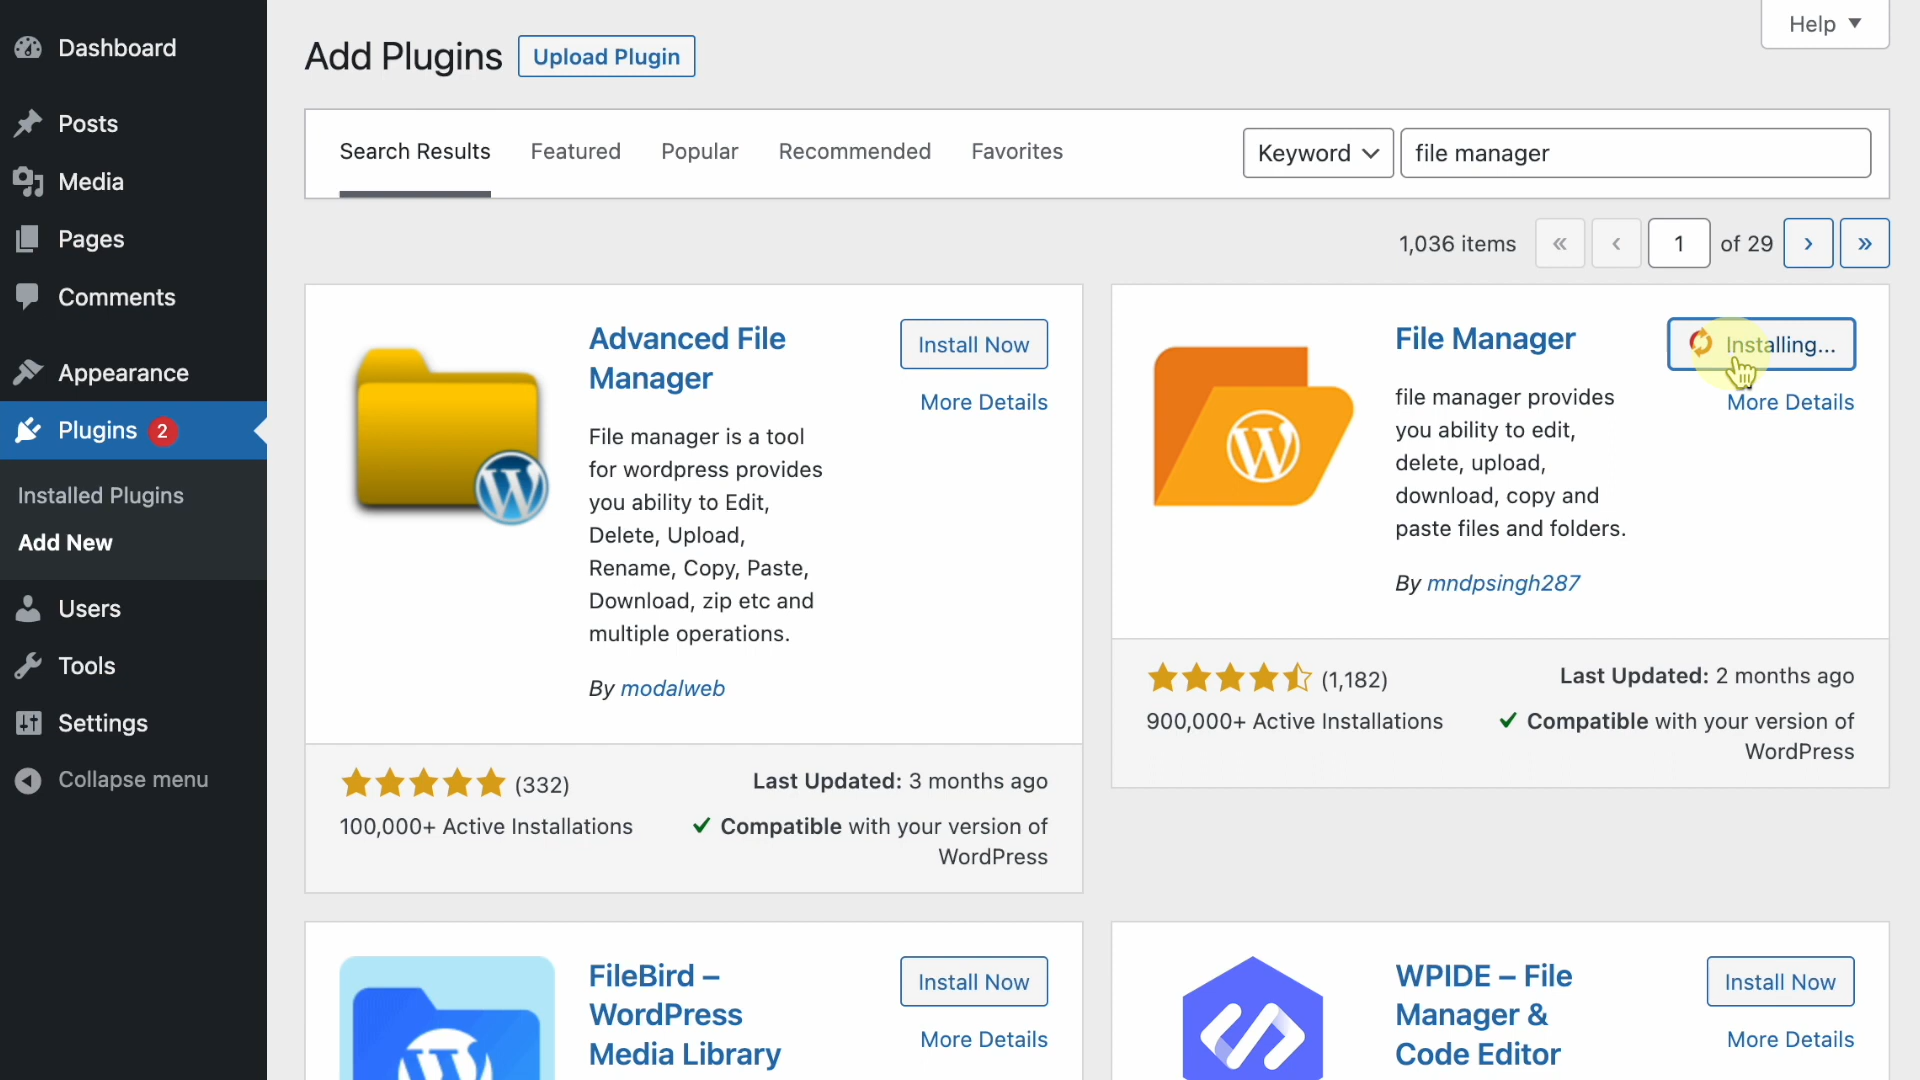 Dashboard
Posts
Media
Pages
Comments
Appearance
Plugins 2
Installed Plugins
Add New
Users
Tools
Settings
Collapse menu
Help
Add Plugins
Upload Plugin
Search Results
Featured
Popular
Recommended
Favorites
Keyword
file manager
1,036 items
«
‹
1
of 29
›
»
Advanced File
Manager
Install Now
More Details
File manager is a tool
for wordpress provides
you ability to Edit,
Delete, Upload,
Rename, Copy, Paste,
Download, zip etc and
multiple operations.
By modalweb
(332)
100,000+ Active Installations
Last Updated: 3 months ago
Compatible with your version of
WordPress
File Manager
Installing...
More Details
file manager provides
you ability to edit,
delete, upload,
download, copy and
paste files and folders.
By mndpsingh287
(1,182)
900,000+ Active Installations
Last Updated: 2 months ago
Compatible with your version of
WordPress
FileBird –
WordPress
Media Library
Install Now
More Details
WPIDE – File
Manager &
Code Editor
Install Now
More Details